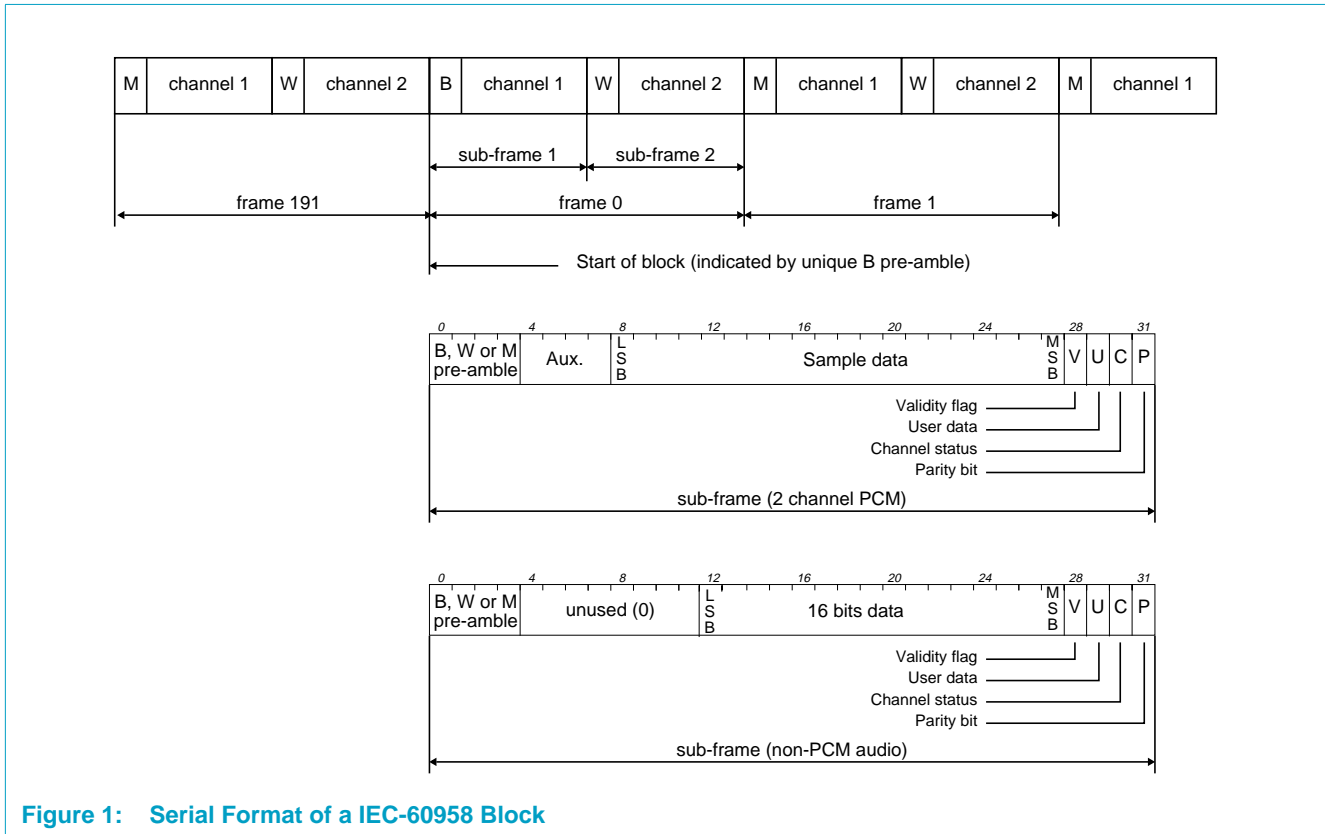 M channel 1 W channel 2 B channel 1 W channel 2 M channel 1 W channel 2 M channel 1
sub-frame 1 sub-frame 2
frame 191 frame 0 frame 1
Start of block (indicated by unique B pre-amble)
0 4 8 12 16 20 24 28 31
B, W or M pre-amble Aux. LSB Sample data MSB V U C P
Validity flag
User data
Channel status
Parity bit
sub-frame (2 channel PCM)
0 4 8 12 16 20 24 28 31
B, W or M pre-amble unused (0) LSB 16 bits data MSB V U C P
Validity flag
User data
Channel status
Parity bit
sub-frame (non-PCM audio)
Figure 1: Serial Format of a IEC-60958 Block